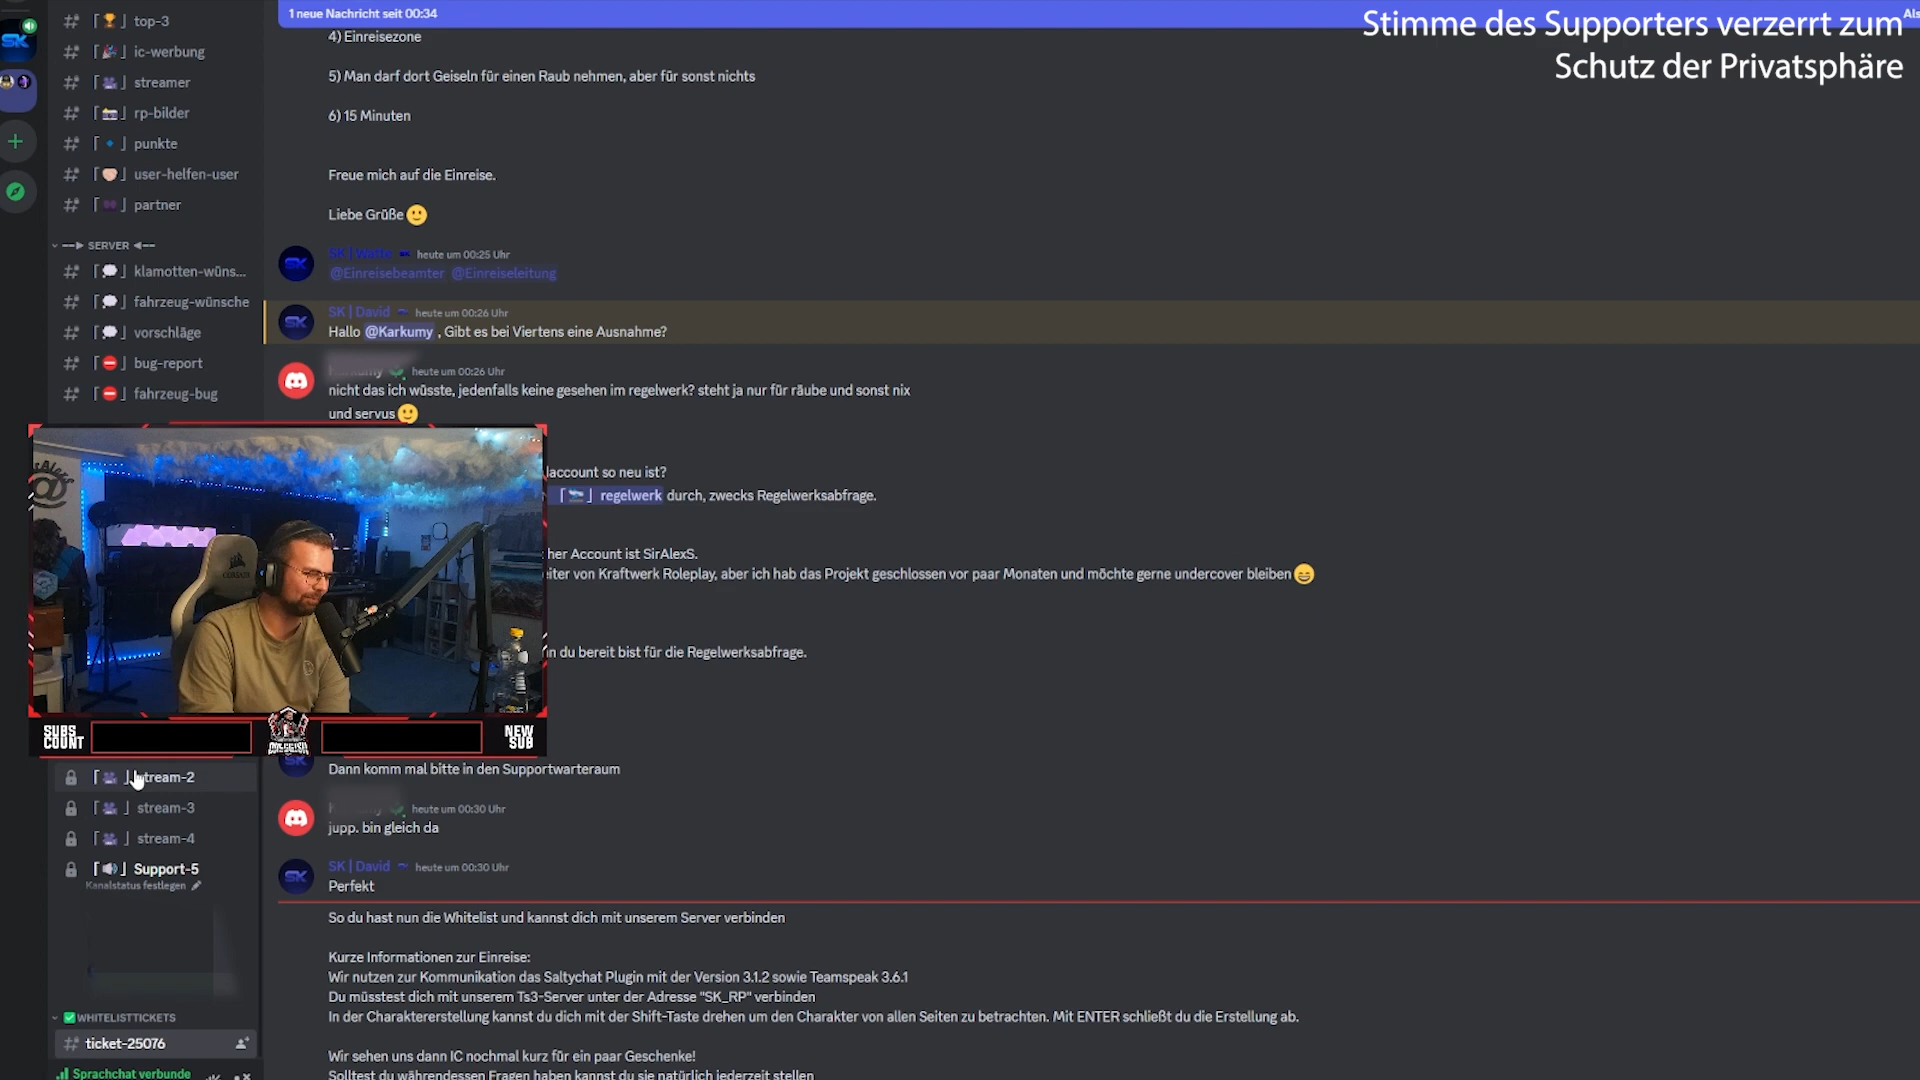 top-3
ic-werbung
streamer
rp-bilder
punkte
user-helfen-user
partner
SERVER
klamotten-wüns...
fahrzeug-wünsche
vorschläge
bug-report
fahrzeug-bug
1 neue Nachricht seit 00:34
Als
Stimme des Supporters verzerrt zum
Schutz der Privatsphäre
4) Einreisezone
5) Man darf dort Geiseln für einen Raub nehmen, aber für sonst nichts
6) 15 Minuten
Freue mich auf die Einreise.
Liebe Grüße
SK | Watte heute um 00:25 Uhr
@Einreisebeamter @Einreiseleitung
SK | David heute um 00:26 Uhr
Hallo @Karkumy , Gibt es bei Viertens eine Ausnahme?
heute um 00:26 Uhr
nicht das ich wüsste, jedenfalls keine gesehen im regelwerk? steht ja nur für räube und sonst nix
und servus
account so neu ist?
regelwerk durch, zwecks Regelwerksabfrage.
her Account ist SirAlexS.
eiter von Kraftwerk Roleplay, aber ich hab das Projekt geschlossen vor paar Monaten und möchte gerne undercover bleiben
n du bereit bist für die Regelwerksabfrage.
CORSAIR
SUBS
COUNT
NEW
SUB
SK
Dann komm mal bitte in den Supportwarteraum
heute um 00:30 Uhr
jupp. bin gleich da
SK | David heute um 00:30 Uhr
Perfekt
So du hast nun die Whitelist und kannst dich mit unserem Server verbinden
Kurze Informationen zur Einreise:
Wir nutzen zur Kommunikation das Saltychat Plugin mit der Version 3.1.2 sowie Teamspeak 3.6.1
Du müsstest dich mit unserem Ts3-Server unter der Adresse "SK_RP" verbinden
In der Charaktererstellung kannst du dich mit der Shift-Taste drehen um den Charakter von allen Seiten zu betrachten. Mit ENTER schließt du die Erstellung ab.
Wir sehen uns dann IC nochmal kurz für ein paar Geschenke!
Solltest du währendessen Fragen haben kannst du sie natürlich jederzeit stellen
stream-2
stream-3
stream-4
Support-5
Kanalstatus festlegen
WHITELISTTICKETS
ticket-25076
Sprachchat verbunde